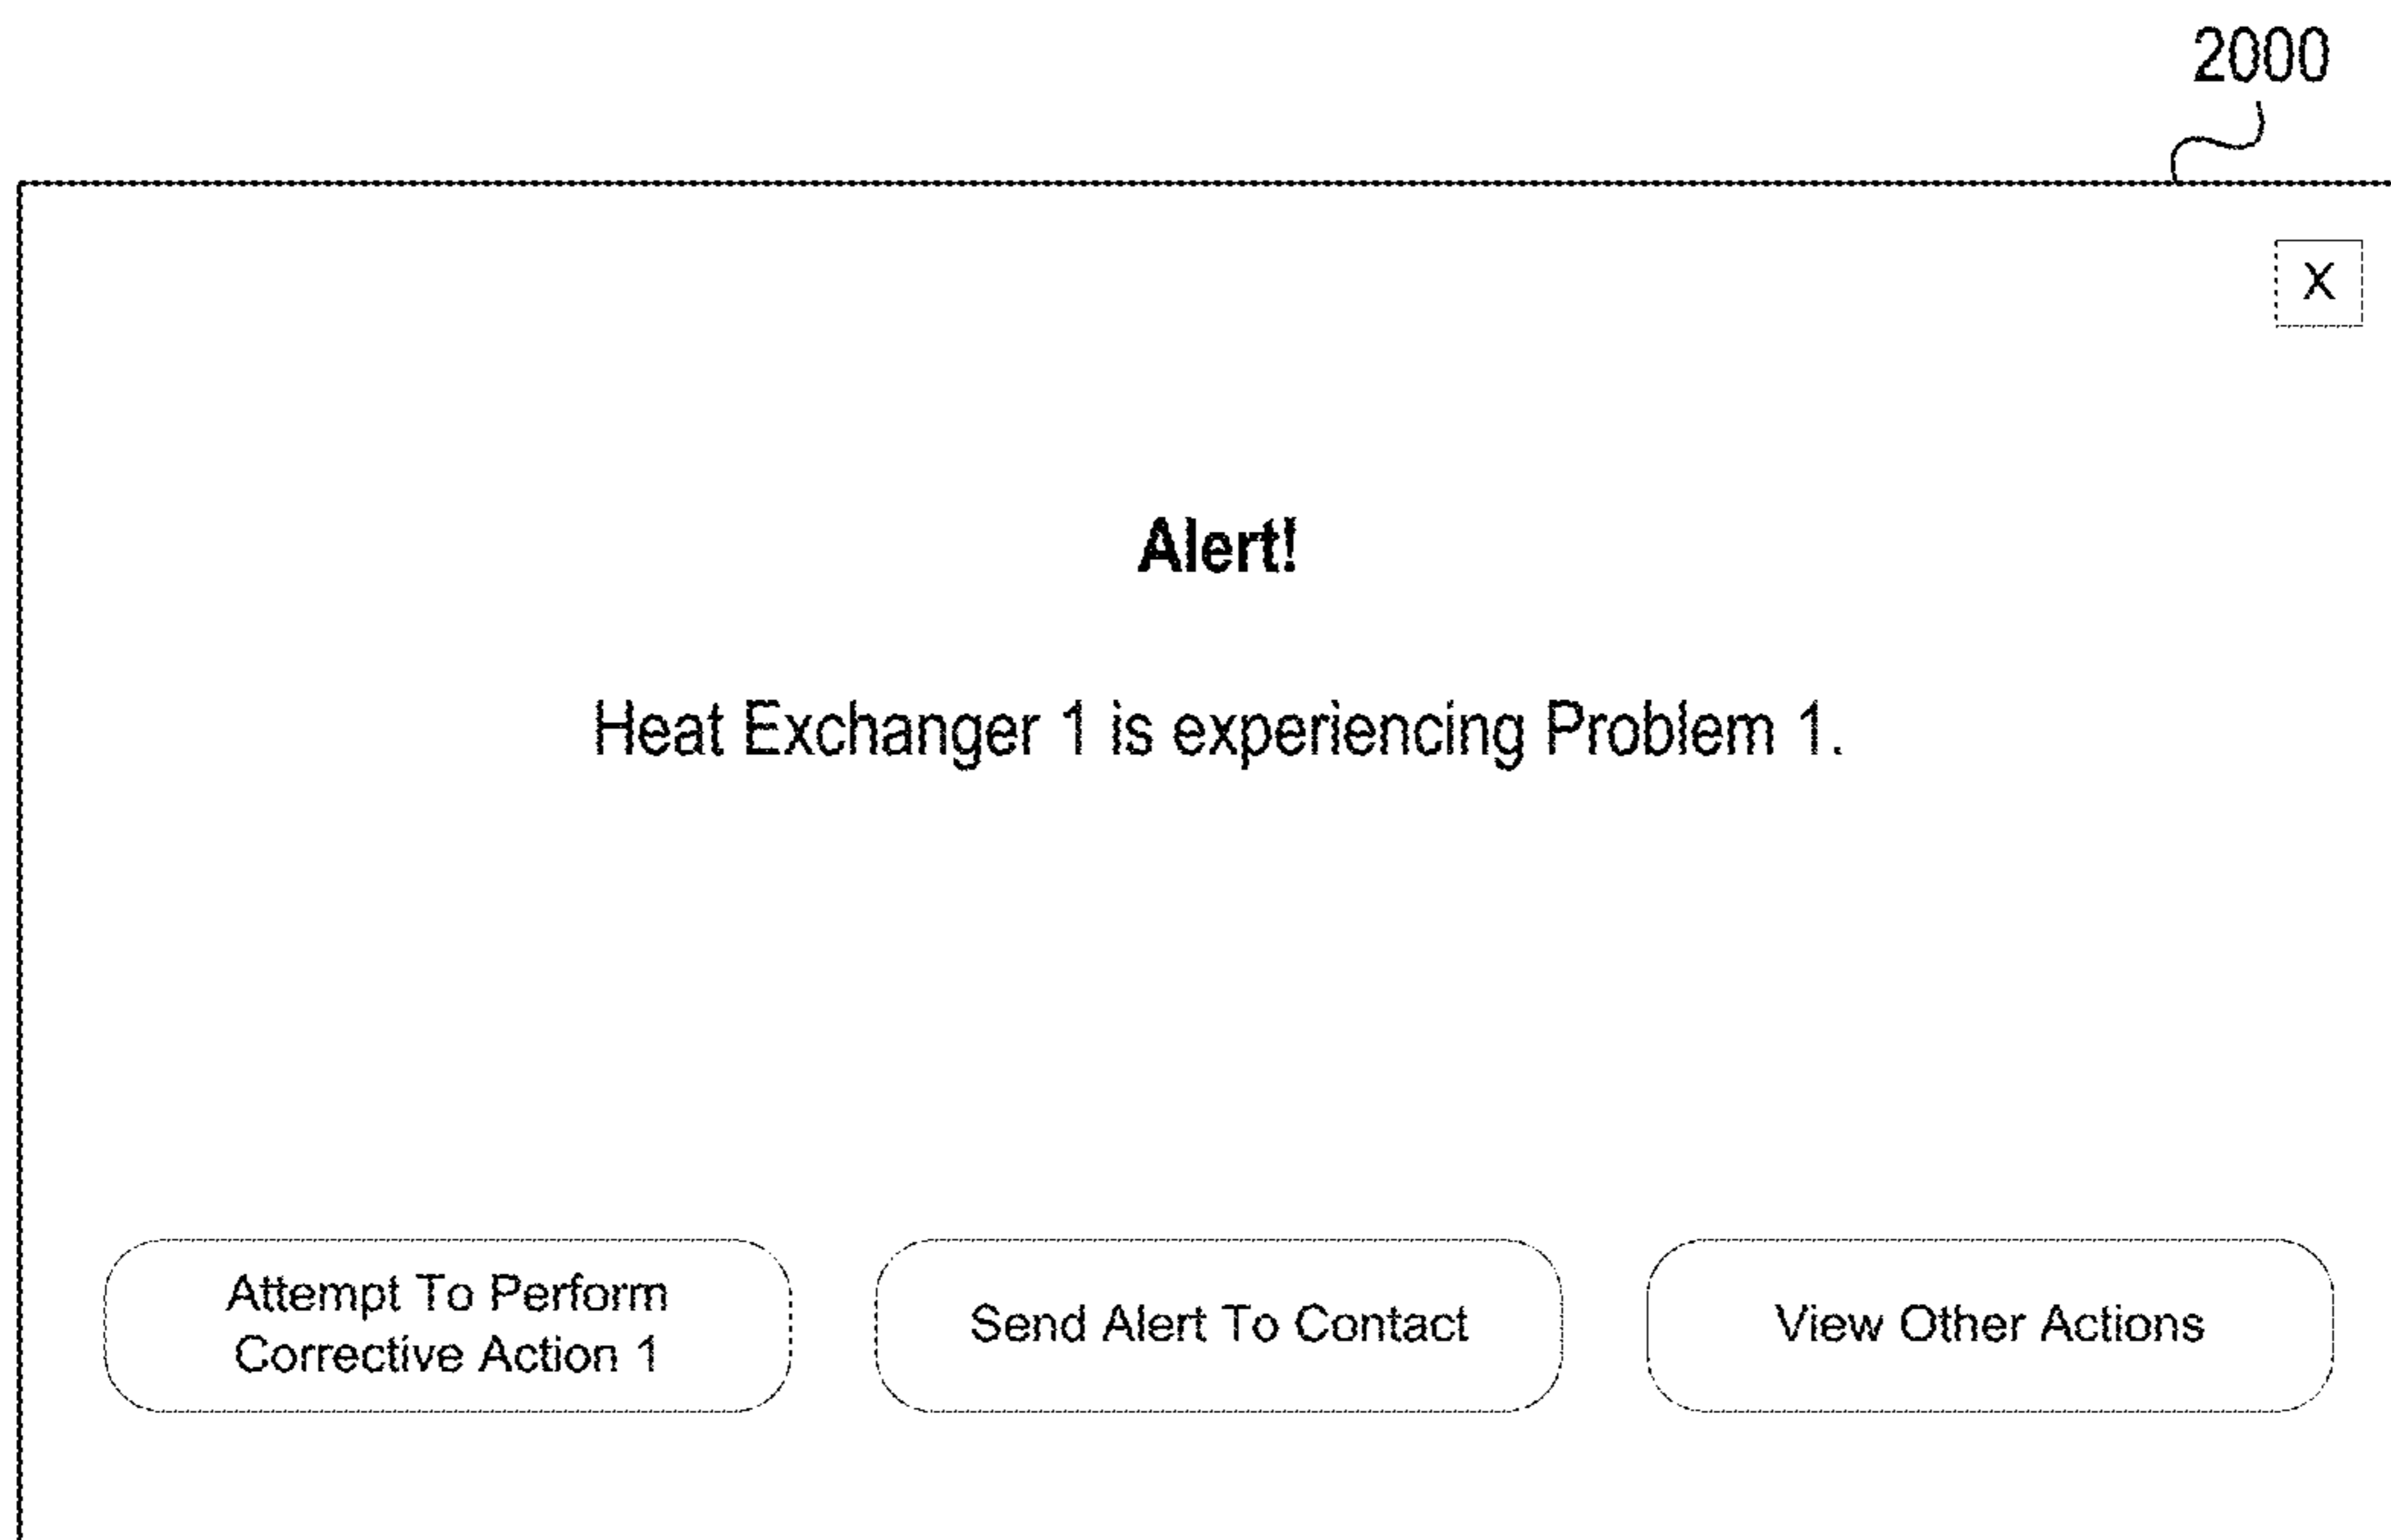 2000
X
Alert!
Heat Exchanger 1 is experiencing Problem 1.
Attempt To Perform
Corrective Action 1
Send Alert To Contact
View Other Actions